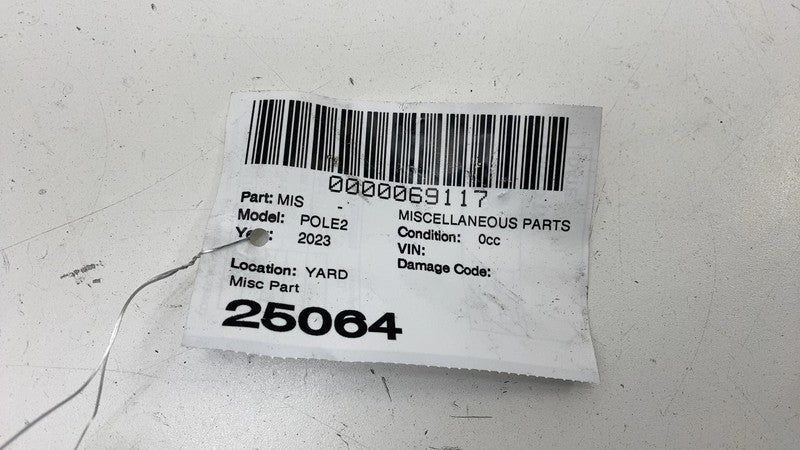 0000069117
Part: MIS
MISCELLANEOUS PARTS
Model: POLE2
Condition: 0cc
2023
VIN:
Damage Code:
Location: YARD
Misc Part
25064